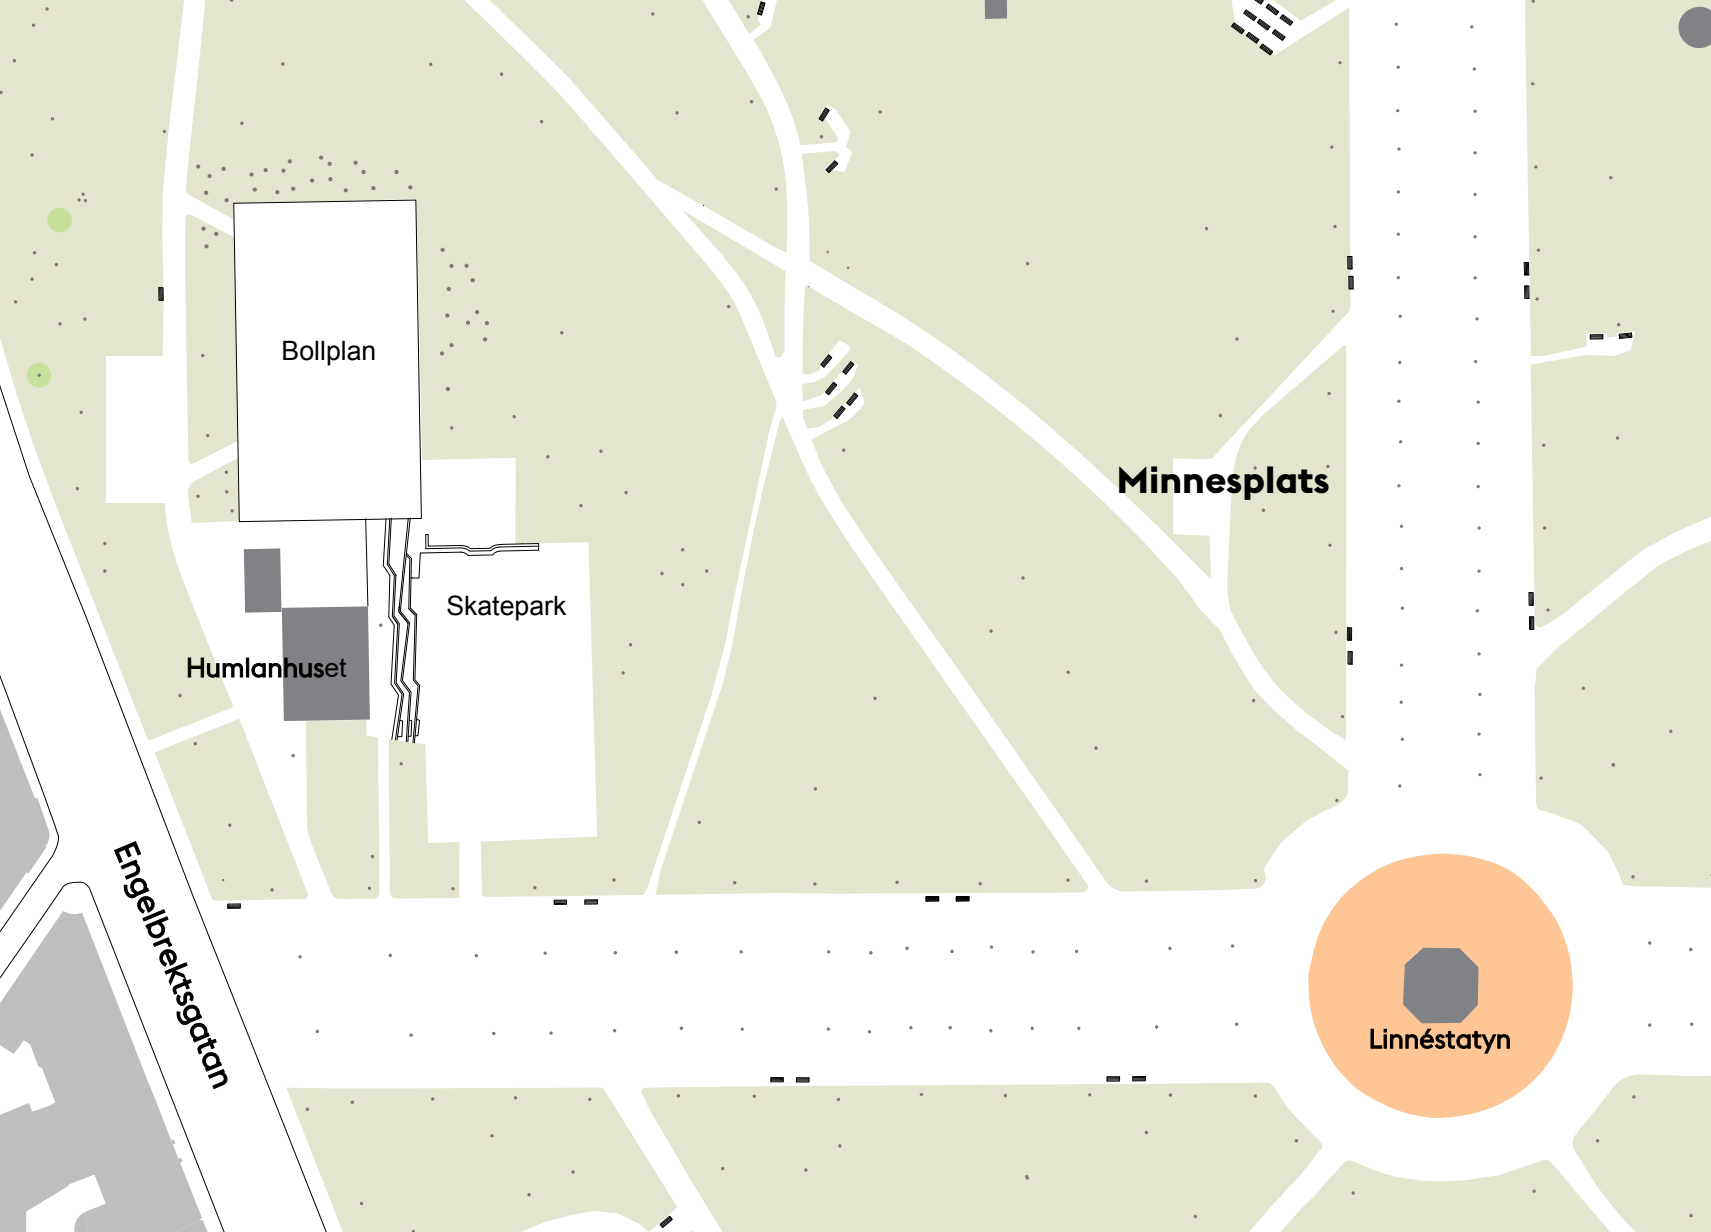 Bollplan
Minnesplats
Skatepark
Humlanhuset
Engelbrektsgatan
Linnéstatyn